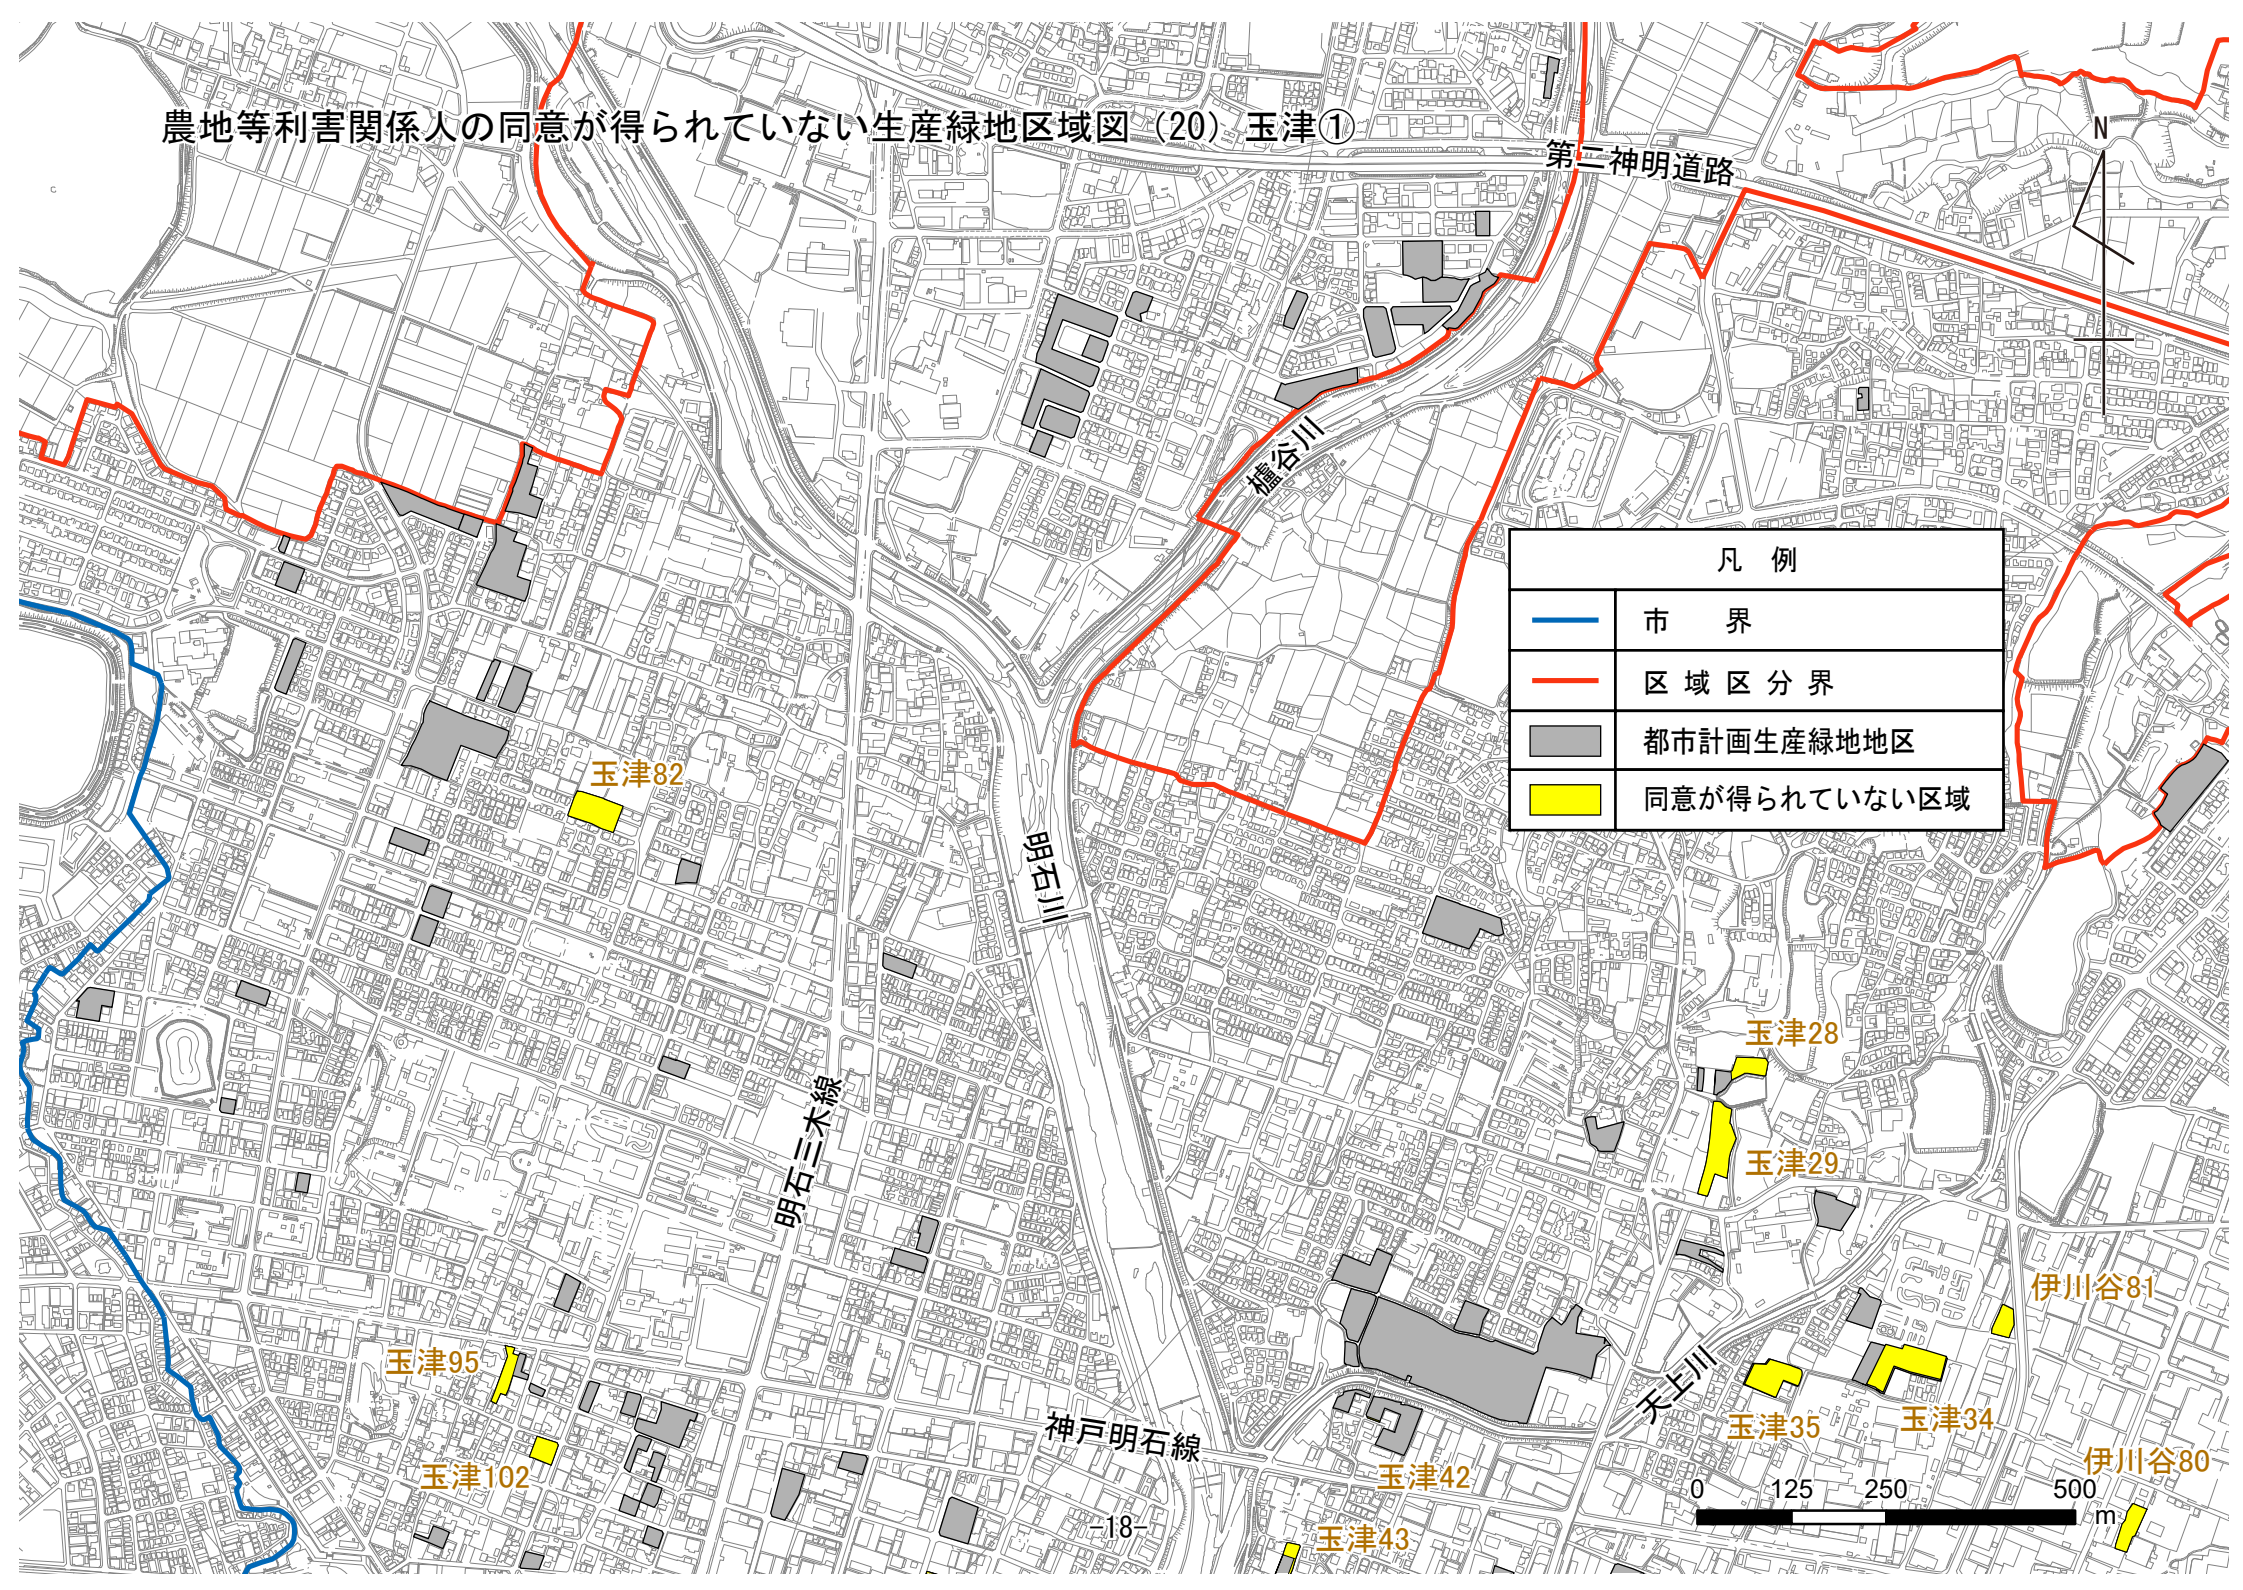 農地等利害関係人の同意が得られていない生産緑地区域図（20）玉津①
N
第二神明道路
櫨谷川
凡 例
市 界
区域区分界
都市計画生産緑地地区
同意が得られていない区域
玉津82
明石川
玉津28
明石三木線
玉津29
伊川谷81
玉津95
天上川
玉津35
玉津34
神戸明石線
玉津102
玉津42
伊川谷80
0 125 250 500
m
-18-
玉津43